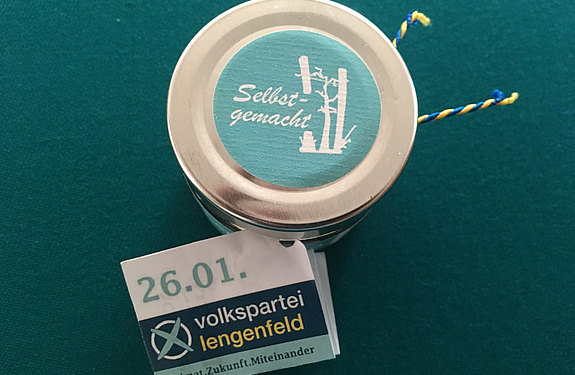 Selbst-
gemacht
26.01.
volkspartei
lengenfeld
.Zukunft.Miteinander